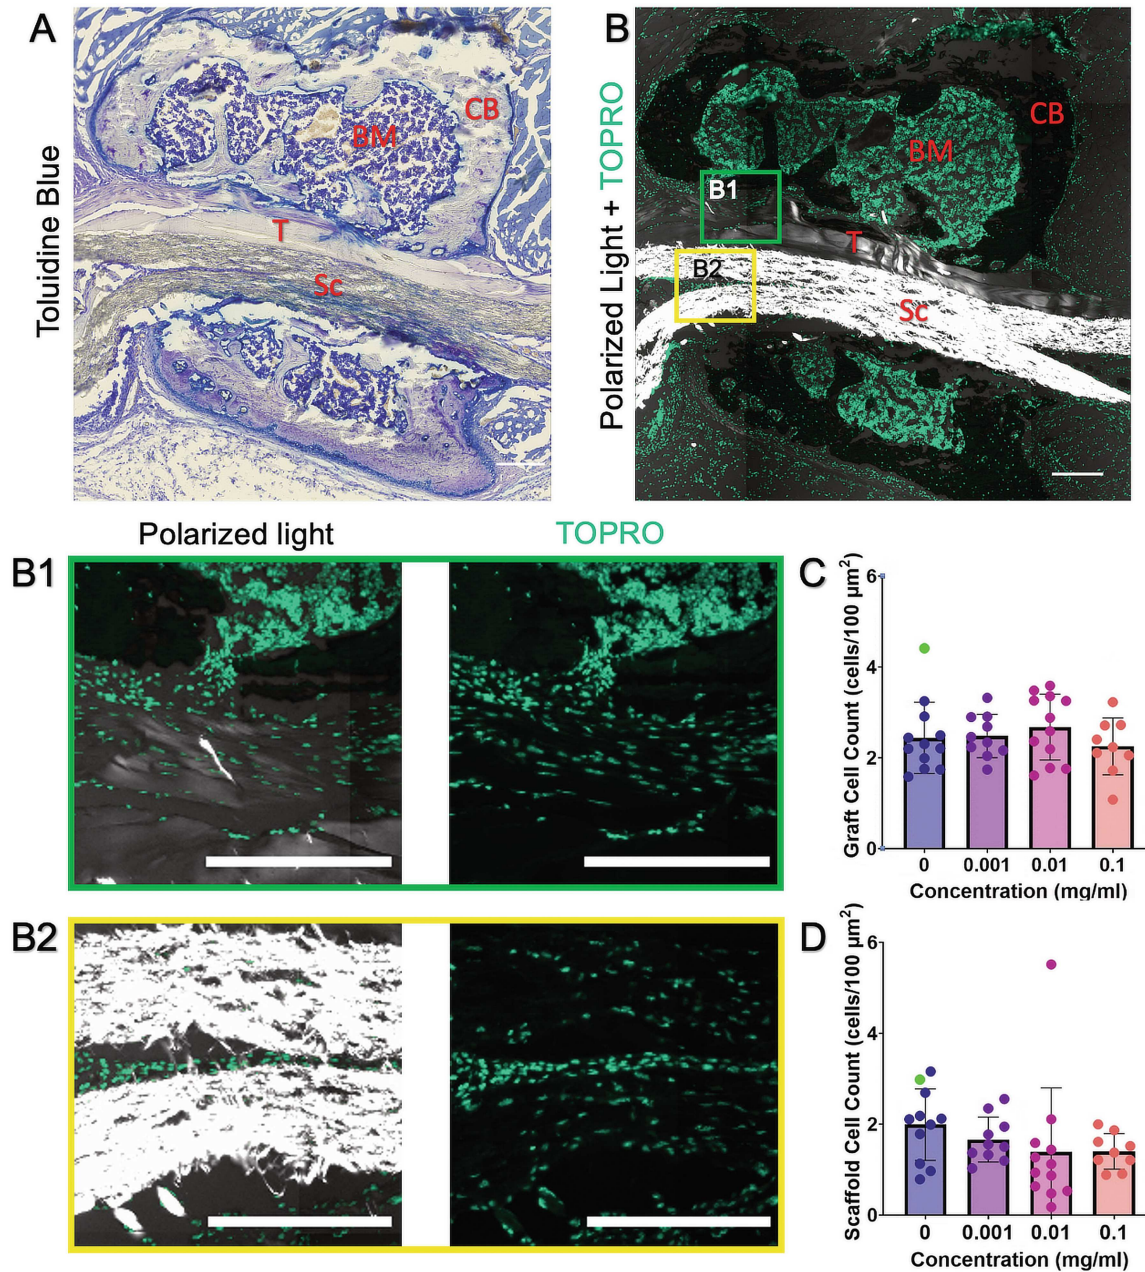 A
Toluidine Blue
CB
BM
T
Sc
B
Polarized Light + TOPRO
CB
BM
B1
T
B2
Sc
Polarized light
TOPRO
B1
B2
C
Graft Cell Count (cells/100 µm²)
6
4
2
0
0 0.001 0.01 0.1
Concentration (mg/ml)
D
Scaffold Cell Count (cells/100 µm²)
6
4
2
0
0 0.001 0.01 0.1
Concentration (mg/ml)